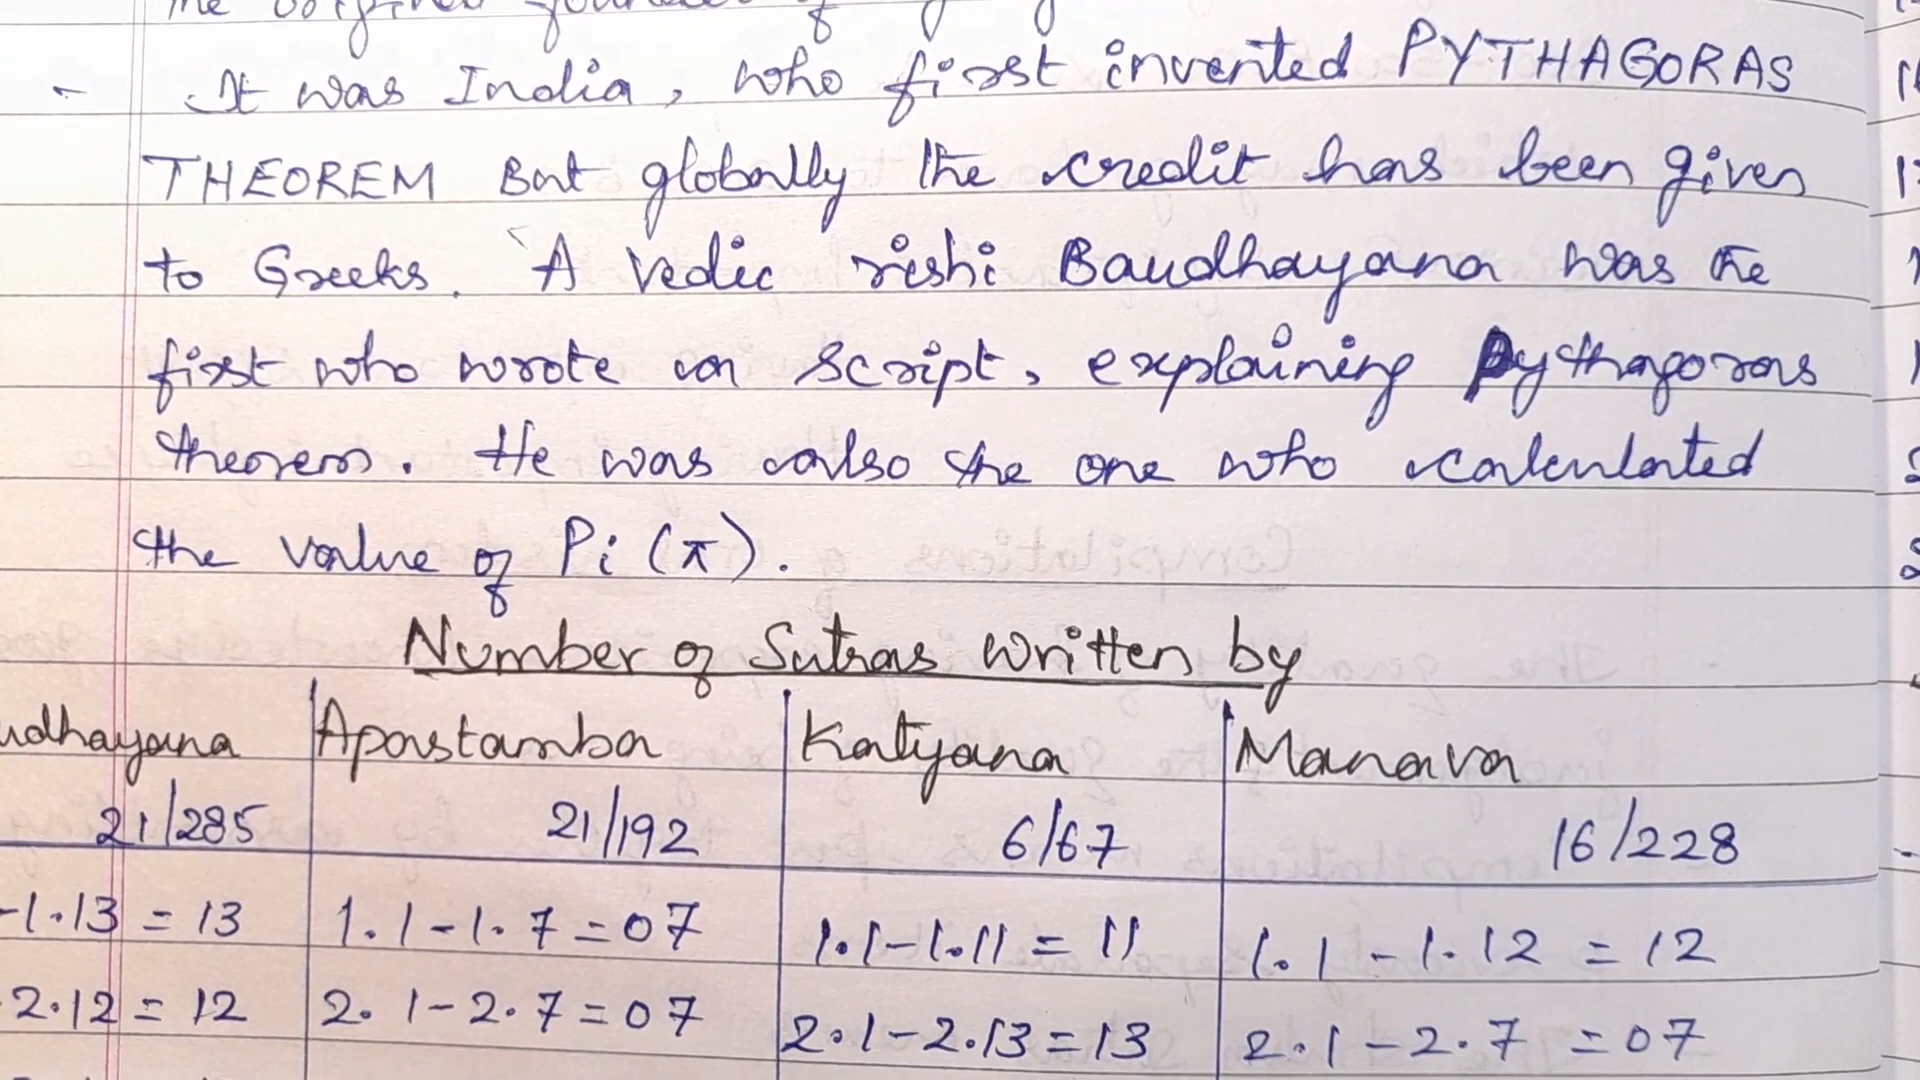 It was India, who first invented PYTHAGORAS
THEOREM But globally the credit has been given
to Greeks. A vedic rishi Baudhayana was the
first who wrote on script, explaining Pythagoras
theorem. He was also the one who calculated
the value of Pi (π).
Number of Sutras written by
udhayana | Apastamba | Katyana | Manava
21/285 | 21/192 | 6/67 | 16/228
-1.13 = 13 | 1.1-1.7=07 | 1.1-1.11 = 11 | 1.1 - 1.12 = 12
2.12 = 12 | 2.1-2.7=07 | 2.1-2.13=13 | 2.1-2.7 =07